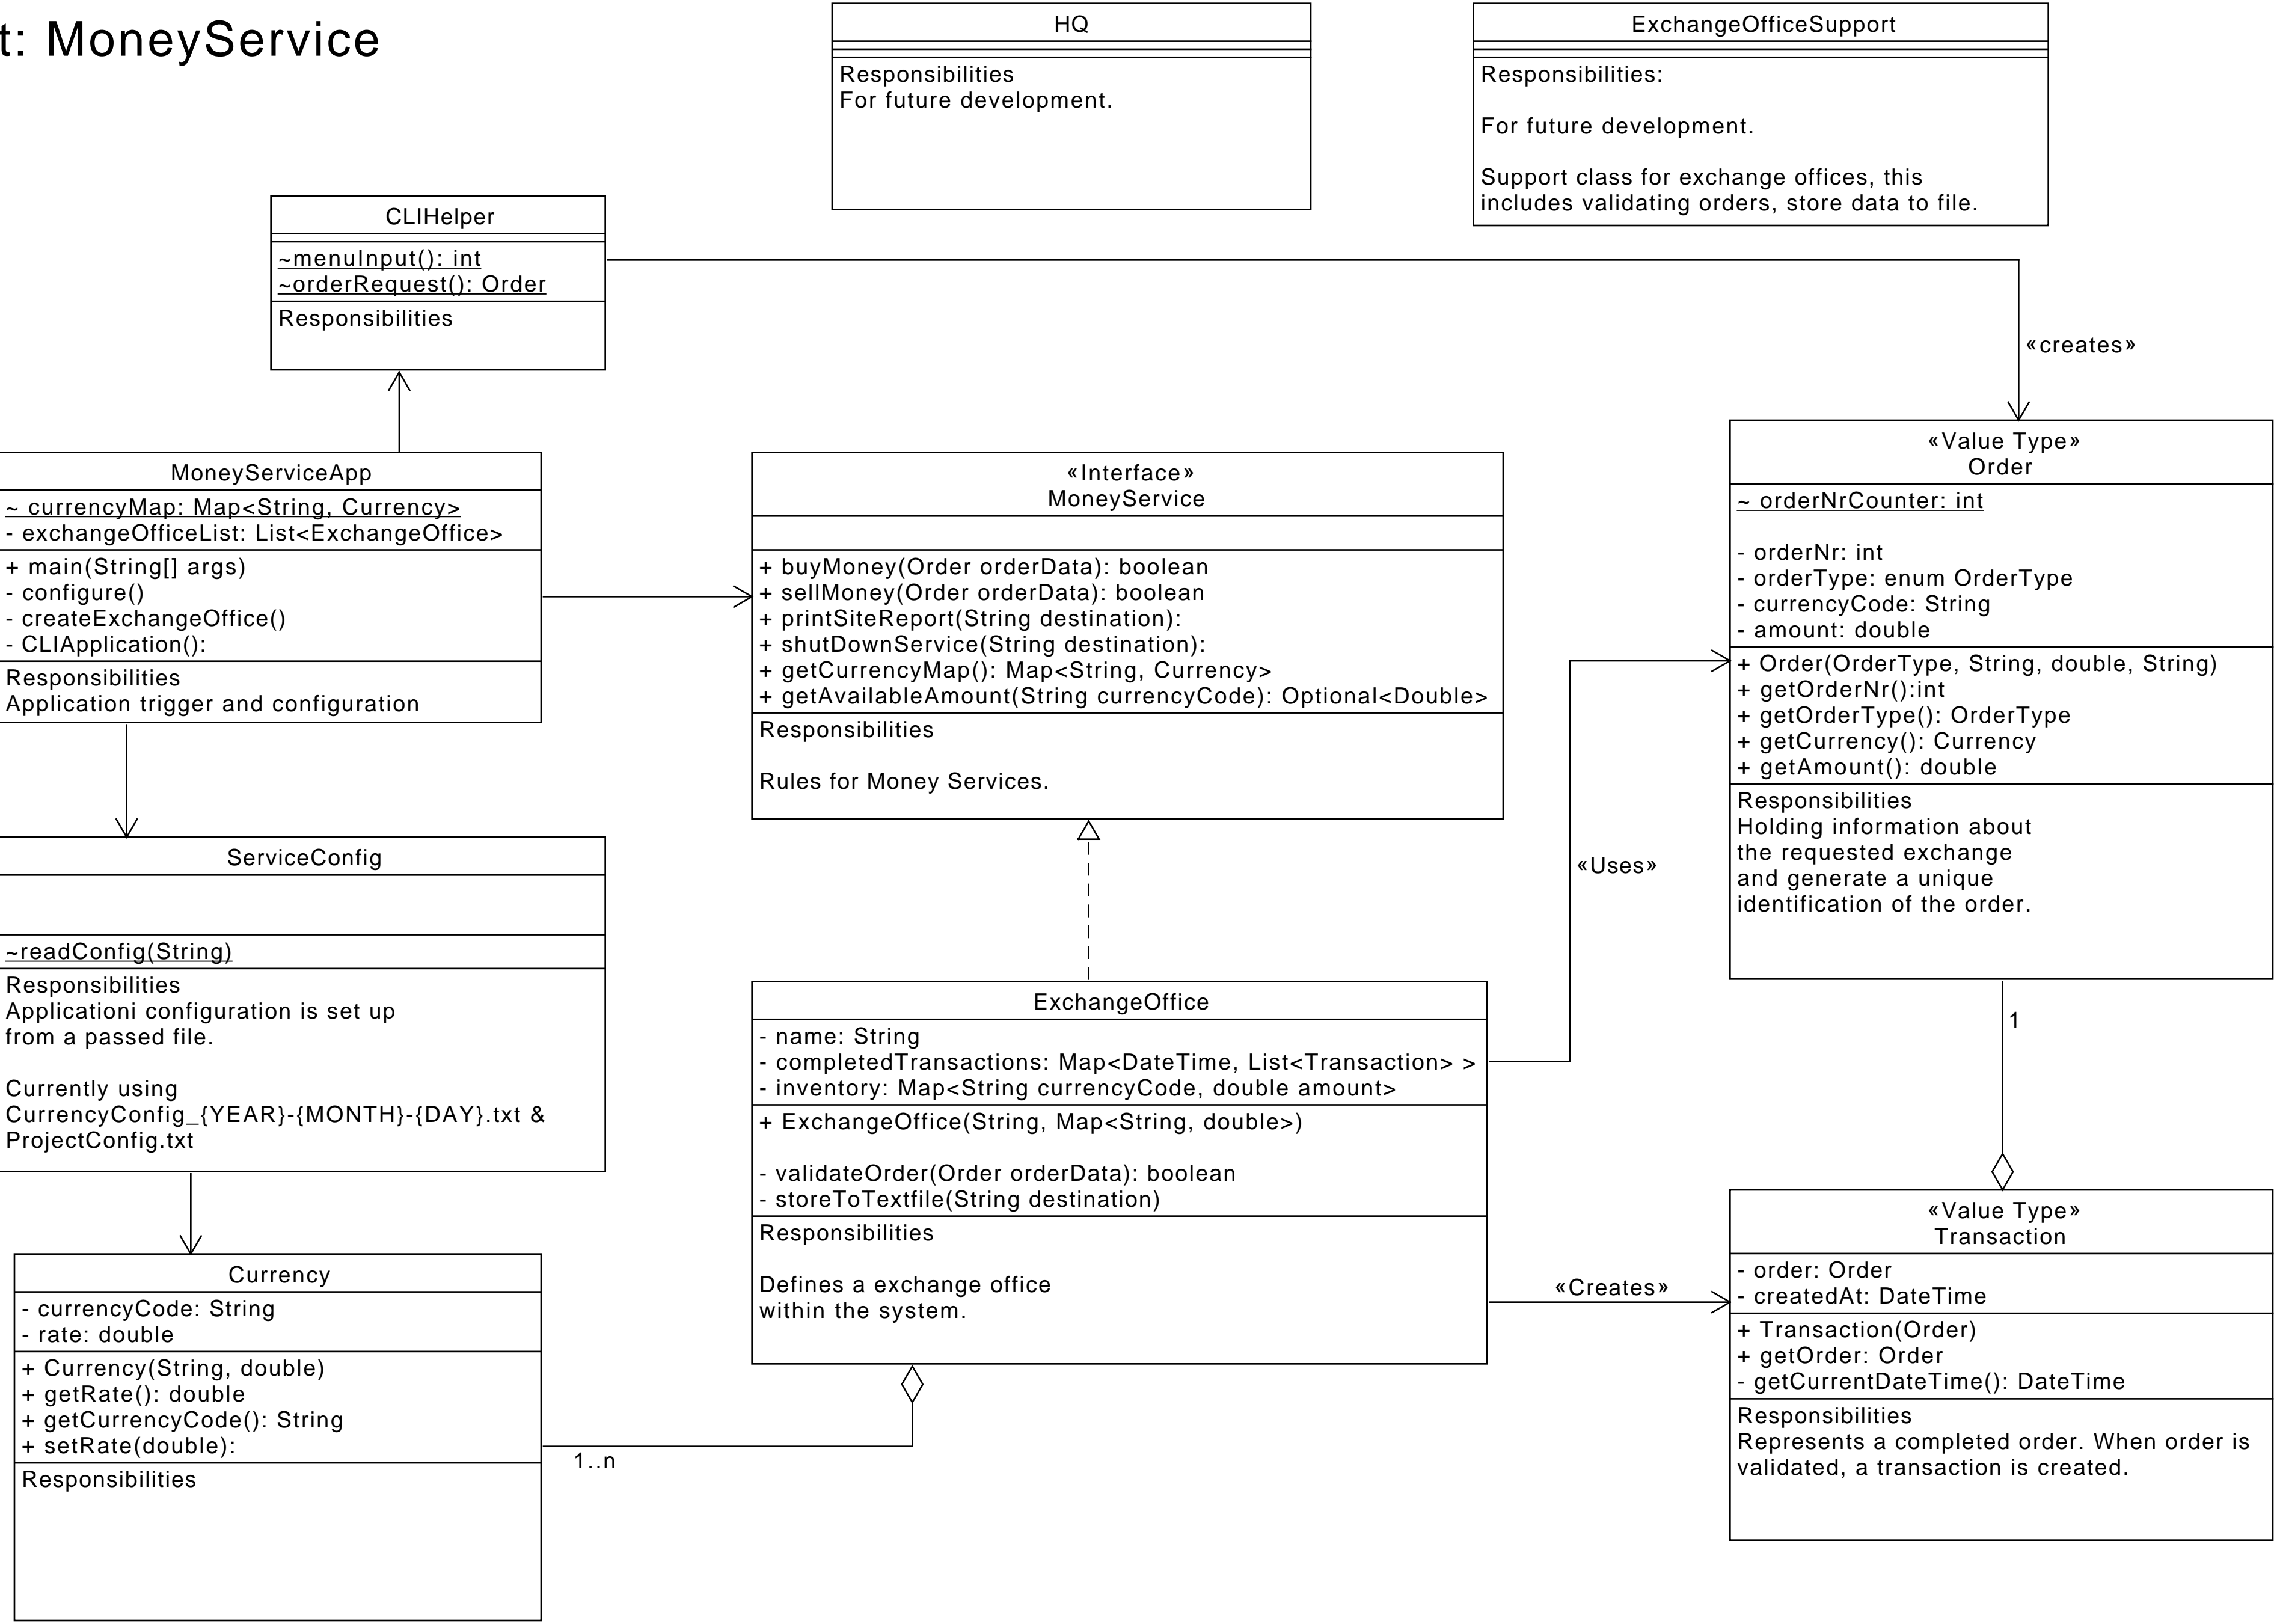 t: MoneyService
HQ
Responsibilities
For future development.
ExchangeOfficeSupport
Responsibilities:
For future development.
Support class for exchange offices, this
includes validating orders, store data to file.
CLIHelper
~menuInput(): int
~orderRequest(): Order
Responsibilities
«creates»
MoneyServiceApp
~ currencyMap: Map<String, Currency>
- exchangeOfficeList: List<ExchangeOffice>
+ main(String[] args)
- configure()
- createExchangeOffice()
- CLIApplication():
Responsibilities
Application trigger and configuration
«Interface»
MoneyService
+ buyMoney(Order orderData): boolean
+ sellMoney(Order orderData): boolean
+ printSiteReport(String destination):
+ shutDownService(String destination):
+ getCurrencyMap(): Map<String, Currency>
+ getAvailableAmount(String currencyCode): Optional<Double>
Responsibilities
Rules for Money Services.
«Value Type»
Order
~ orderNrCounter: int
- orderNr: int
- orderType: enum OrderType
- currencyCode: String
- amount: double
+ Order(OrderType, String, double, String)
+ getOrderNr():int
+ getOrderType(): OrderType
+ getCurrency(): Currency
+ getAmount(): double
Responsibilities
Holding information about
the requested exchange
and generate a unique
identification of the order.
«Uses»
ServiceConfig
~readConfig(String)
Responsibilities
Applicationi configuration is set up
from a passed file.
Currently using
CurrencyConfig_{YEAR}-{MONTH}-{DAY}.txt &
ProjectConfig.txt
ExchangeOffice
- name: String
- completedTransactions: Map<DateTime, List<Transaction> >
- inventory: Map<String currencyCode, double amount>
+ ExchangeOffice(String, Map<String, double>)
- validateOrder(Order orderData): boolean
- storeToTextfile(String destination)
Responsibilities
Defines a exchange office
within the system.
1
«Creates»
«Value Type»
Transaction
- order: Order
- createdAt: DateTime
+ Transaction(Order)
+ getOrder: Order
- getCurrentDateTime(): DateTime
Responsibilities
Represents a completed order. When order is
validated, a transaction is created.
Currency
- currencyCode: String
- rate: double
+ Currency(String, double)
+ getRate(): double
+ getCurrencyCode(): String
+ setRate(double):
Responsibilities
1..n